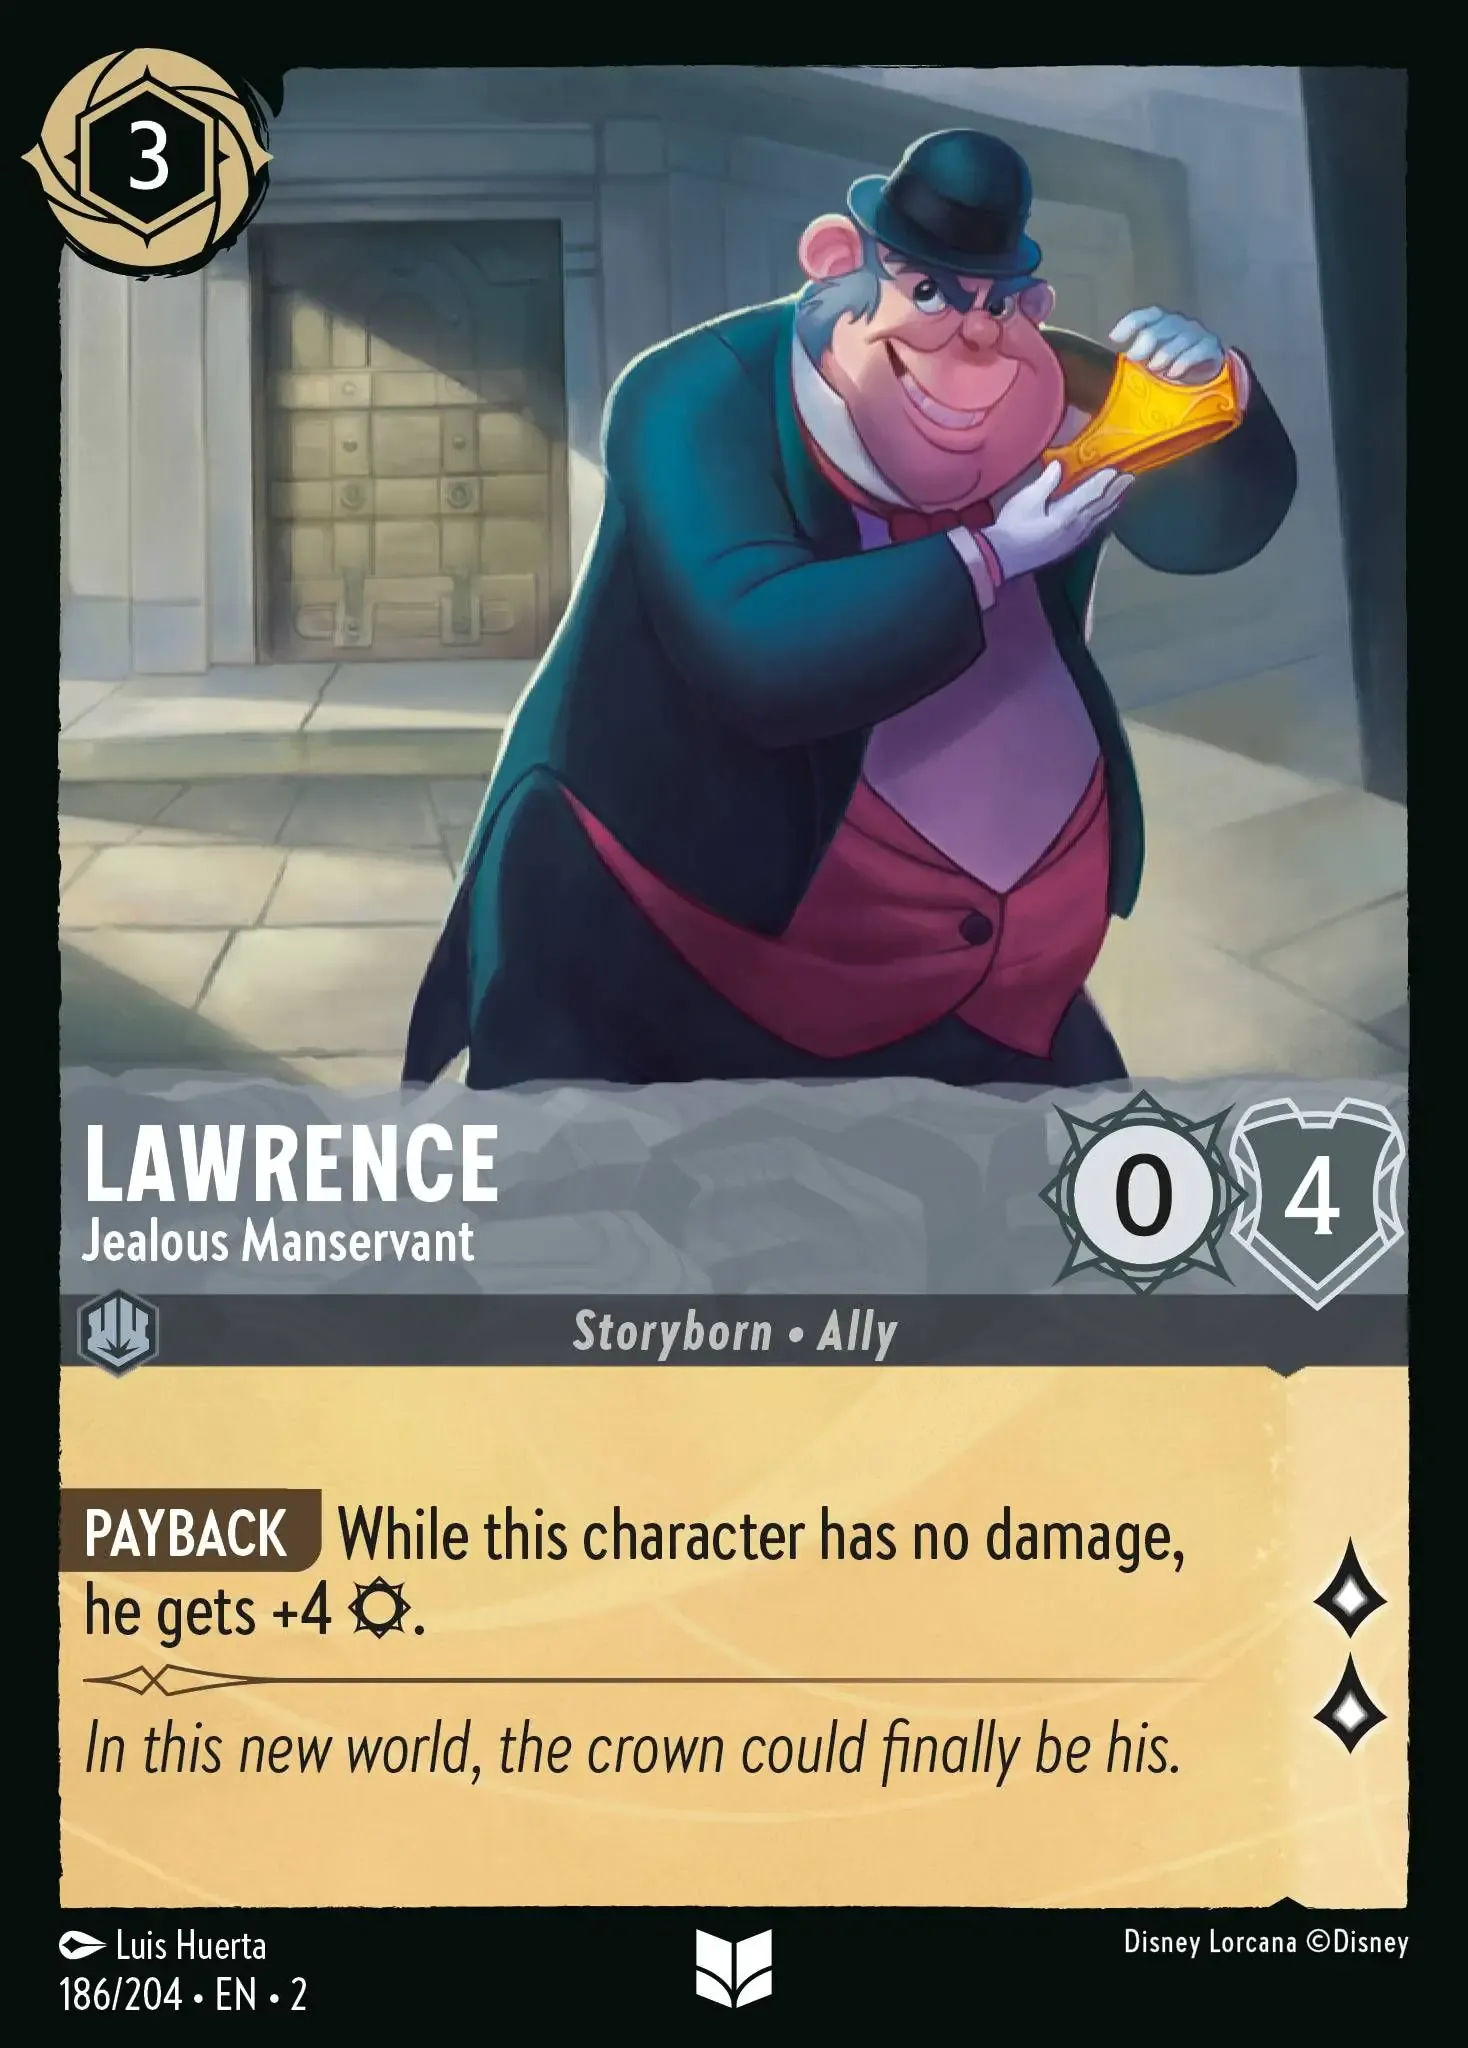 3
LAWRENCE
Jealous Manservant
0
4
Storyborn • Ally
PAYBACK While this character has no damage,
he gets +4 .
In this new world, the crown could finally be his.
Luis Huerta
186/204 • EN • 2
Disney Lorcana ©Disney